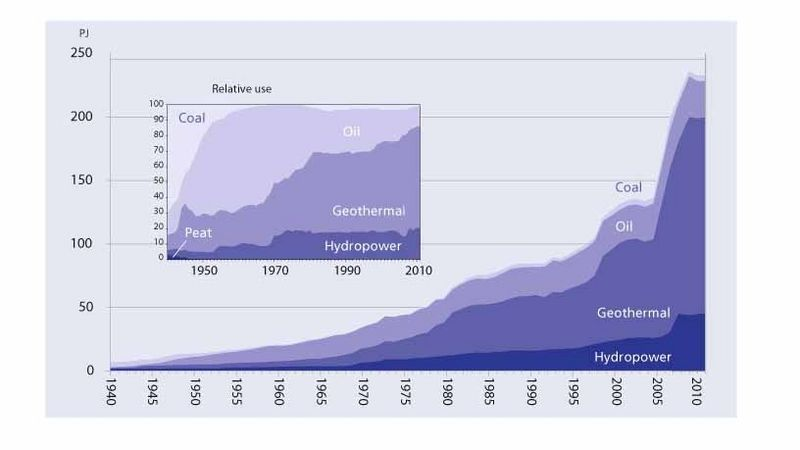 PJ
250
200
150
100
50
0
Relative use
100
90
80
70
60
50
40
30
20
10
0
Coal
Oil
Geothermal
Peat
Hydropower
1950 1970 1990 2010
Coal
Oil
Geothermal
Hydropower
1940 1945 1950 1955 1960 1965 1970 1975 1980 1985 1990 1995 2000 2005 2010